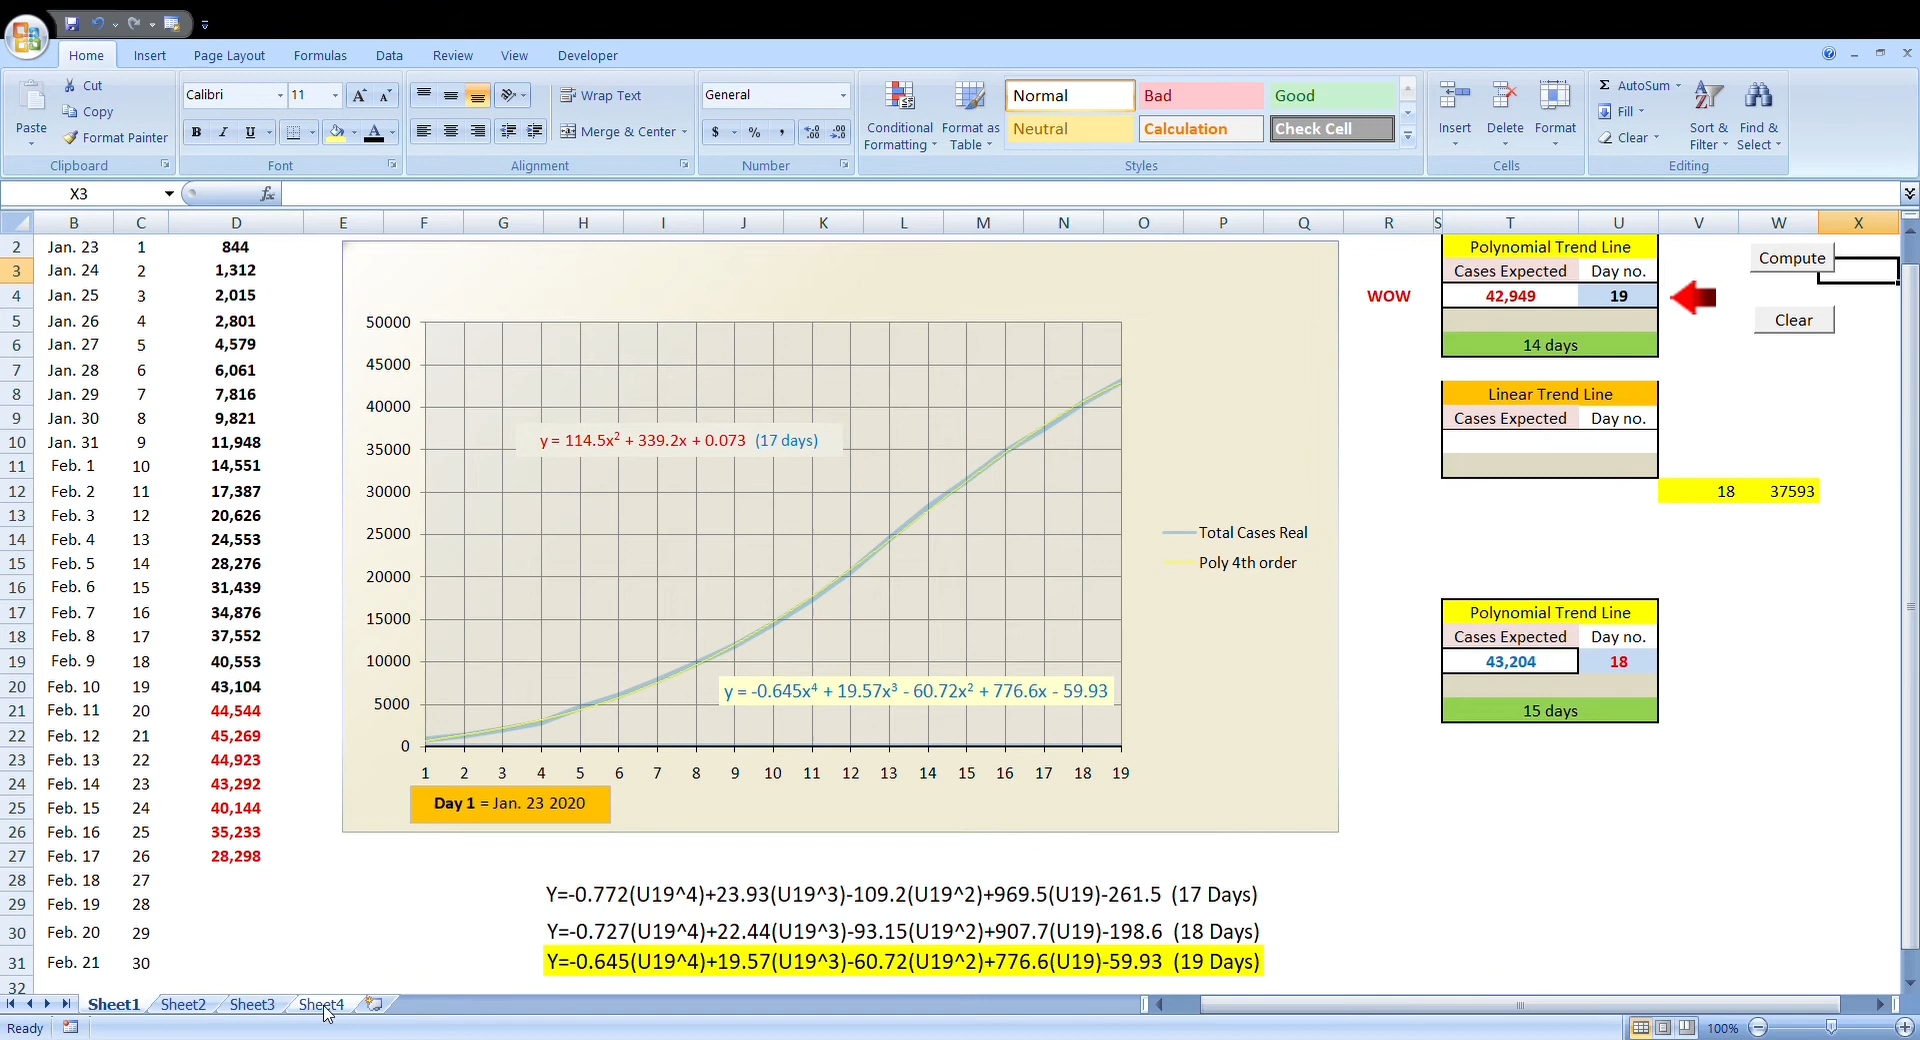 Home Insert Page Layout Formulas Data Review View Developer
Paste
Cut
Copy
Format Painter
Clipboard
Calibri 11
B I U
Font
Wrap Text
Merge & Center
Alignment
General
$ % ,
Number
Conditional Formatting
Format as Table
Normal Bad Good
Neutral Calculation Check Cell
Styles
Insert Delete Format
Cells
AutoSum
Fill
Clear
Sort & Filter
Find & Select
Editing
X3 fx
B C D E F G H I J K L M N O P Q R S T U V W X
2 Jan. 23 1 844
3 Jan. 24 2 1,312
4 Jan. 25 3 2,015
5 Jan. 26 4 2,801
6 Jan. 27 5 4,579
7 Jan. 28 6 6,061
8 Jan. 29 7 7,816
9 Jan. 30 8 9,821
10 Jan. 31 9 11,948
11 Feb. 1 10 14,551
12 Feb. 2 11 17,387
13 Feb. 3 12 20,626
14 Feb. 4 13 24,553
15 Feb. 5 14 28,276
16 Feb. 6 15 31,439
17 Feb. 7 16 34,876
18 Feb. 8 17 37,552
19 Feb. 9 18 40,553
20 Feb. 10 19 43,104
21 Feb. 11 20 44,544
22 Feb. 12 21 45,269
23 Feb. 13 22 44,923
24 Feb. 14 23 43,292
25 Feb. 15 24 40,144
26 Feb. 16 25 35,233
27 Feb. 17 26 28,298
28 Feb. 18 27
29 Feb. 19 28
30 Feb. 20 29
31 Feb. 21 30
32
50000
45000
40000
35000
30000
25000
20000
15000
10000
5000
0
1 2 3 4 5 6 7 8 9 10 11 12 13 14 15 16 17 18 19
y = 114.5x² + 339.2x + 0.073 (17 days)
y = -0.645x⁴ + 19.57x³ - 60.72x² + 776.6x - 59.93
Total Cases Real
Poly 4th order
Day 1 = Jan. 23 2020
Y=-0.772(U19^4)+23.93(U19^3)-109.2(U19^2)+969.5(U19)-261.5 (17 Days)
Y=-0.727(U19^4)+22.44(U19^3)-93.15(U19^2)+907.7(U19)-198.6 (18 Days)
Y=-0.645(U19^4)+19.57(U19^3)-60.72(U19^2)+776.6(U19)-59.93 (19 Days)
WOW
Polynomial Trend Line
Cases Expected Day no.
42,949 19
14 days
Compute
Clear
Linear Trend Line
Cases Expected Day no.
18 37593
Polynomial Trend Line
Cases Expected Day no.
43,204 18
15 days
Sheet1 Sheet2 Sheet3 Sheet4
Ready
100%